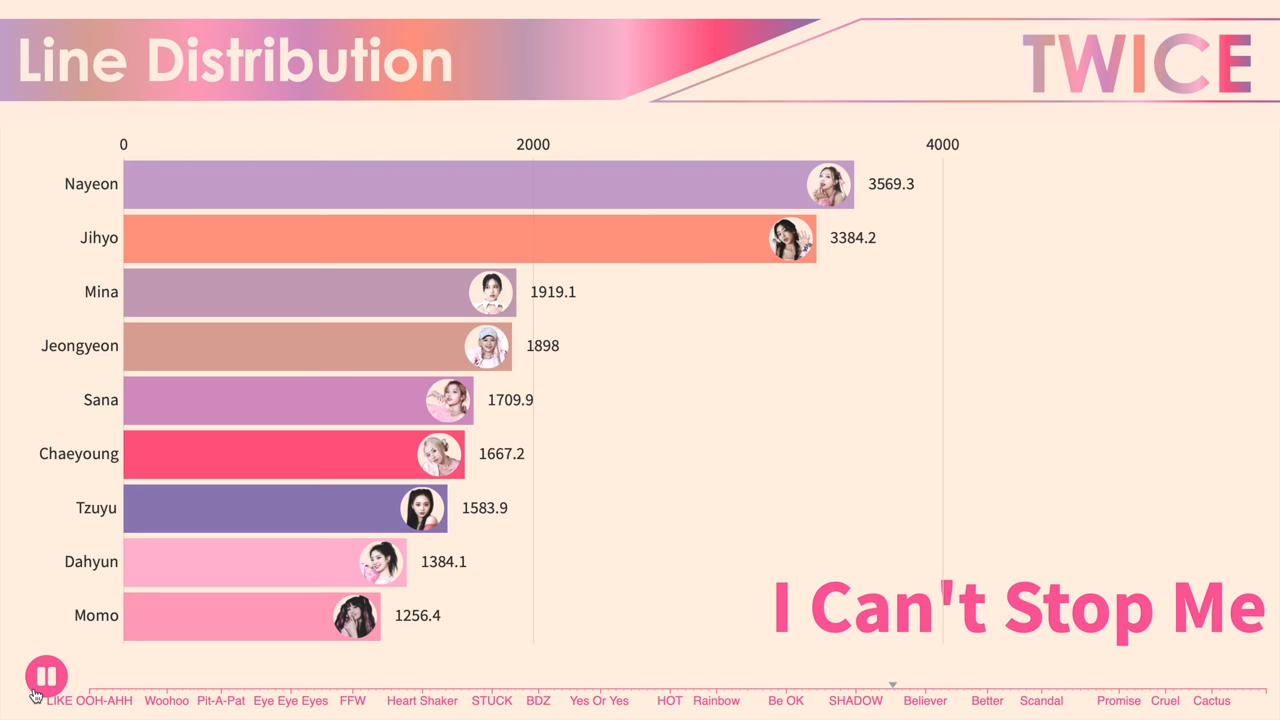 Line Distribution
TWICE
0 2000 4000
Nayeon 3569.3
Jihyo 3384.2
Mina 1919.1
Jeongyeon 1898
Sana 1709.9
Chaeyoung 1667.2
Tzuyu 1583.9
Dahyun 1384.1
Momo 1256.4
I Can't Stop Me
LIKE OOH-AHH Woohoo Pit-A-Pat Eye Eye Eyes FFW Heart Shaker STUCK BDZ Yes Or Yes HOT Rainbow Be OK SHADOW Believer Better Scandal Promise Cruel Cactus